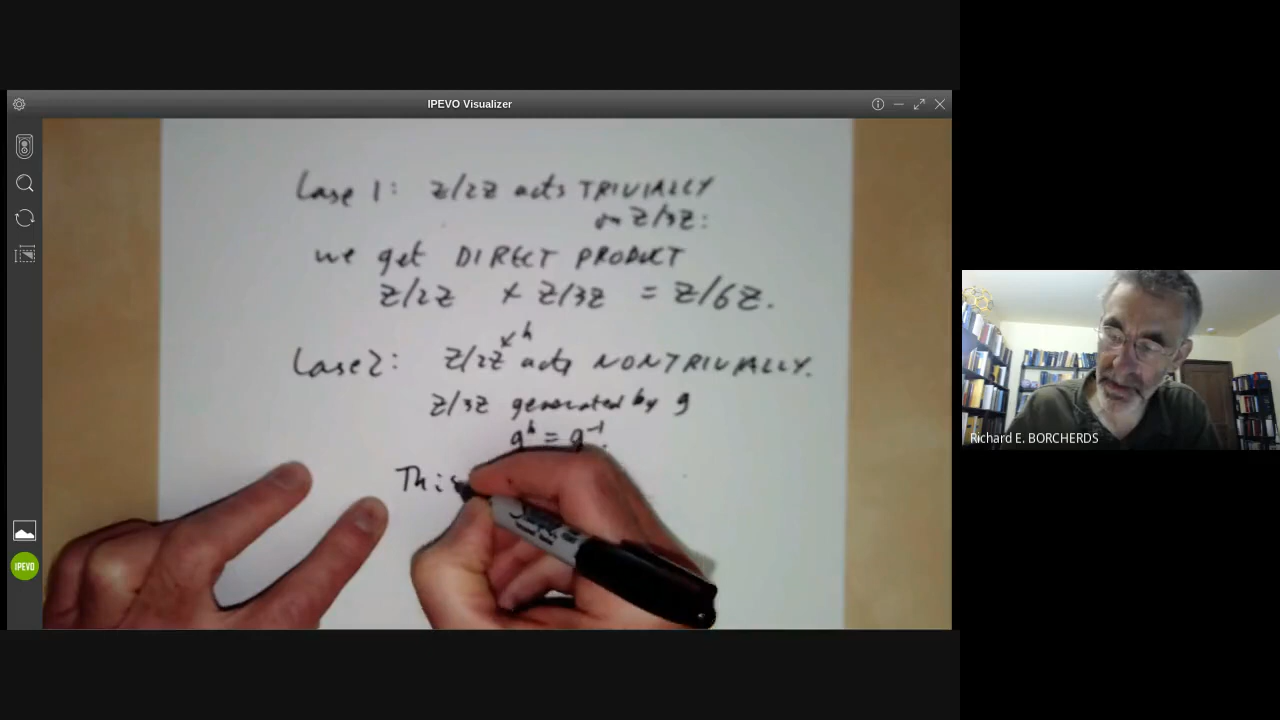 IPEVO Visualizer
Case 1: Z/2Z acts TRIVIALLY
on Z/3Z:
we get DIRECT PRODUCT
Z/2Z × Z/3Z = Z/6Z.
h
Case 2: Z/2Z acts NONTRIVIALLY.
Z/3Z generated by g
g^h = g^-1.
This
IPEVO
Richard E. BORCHERDS